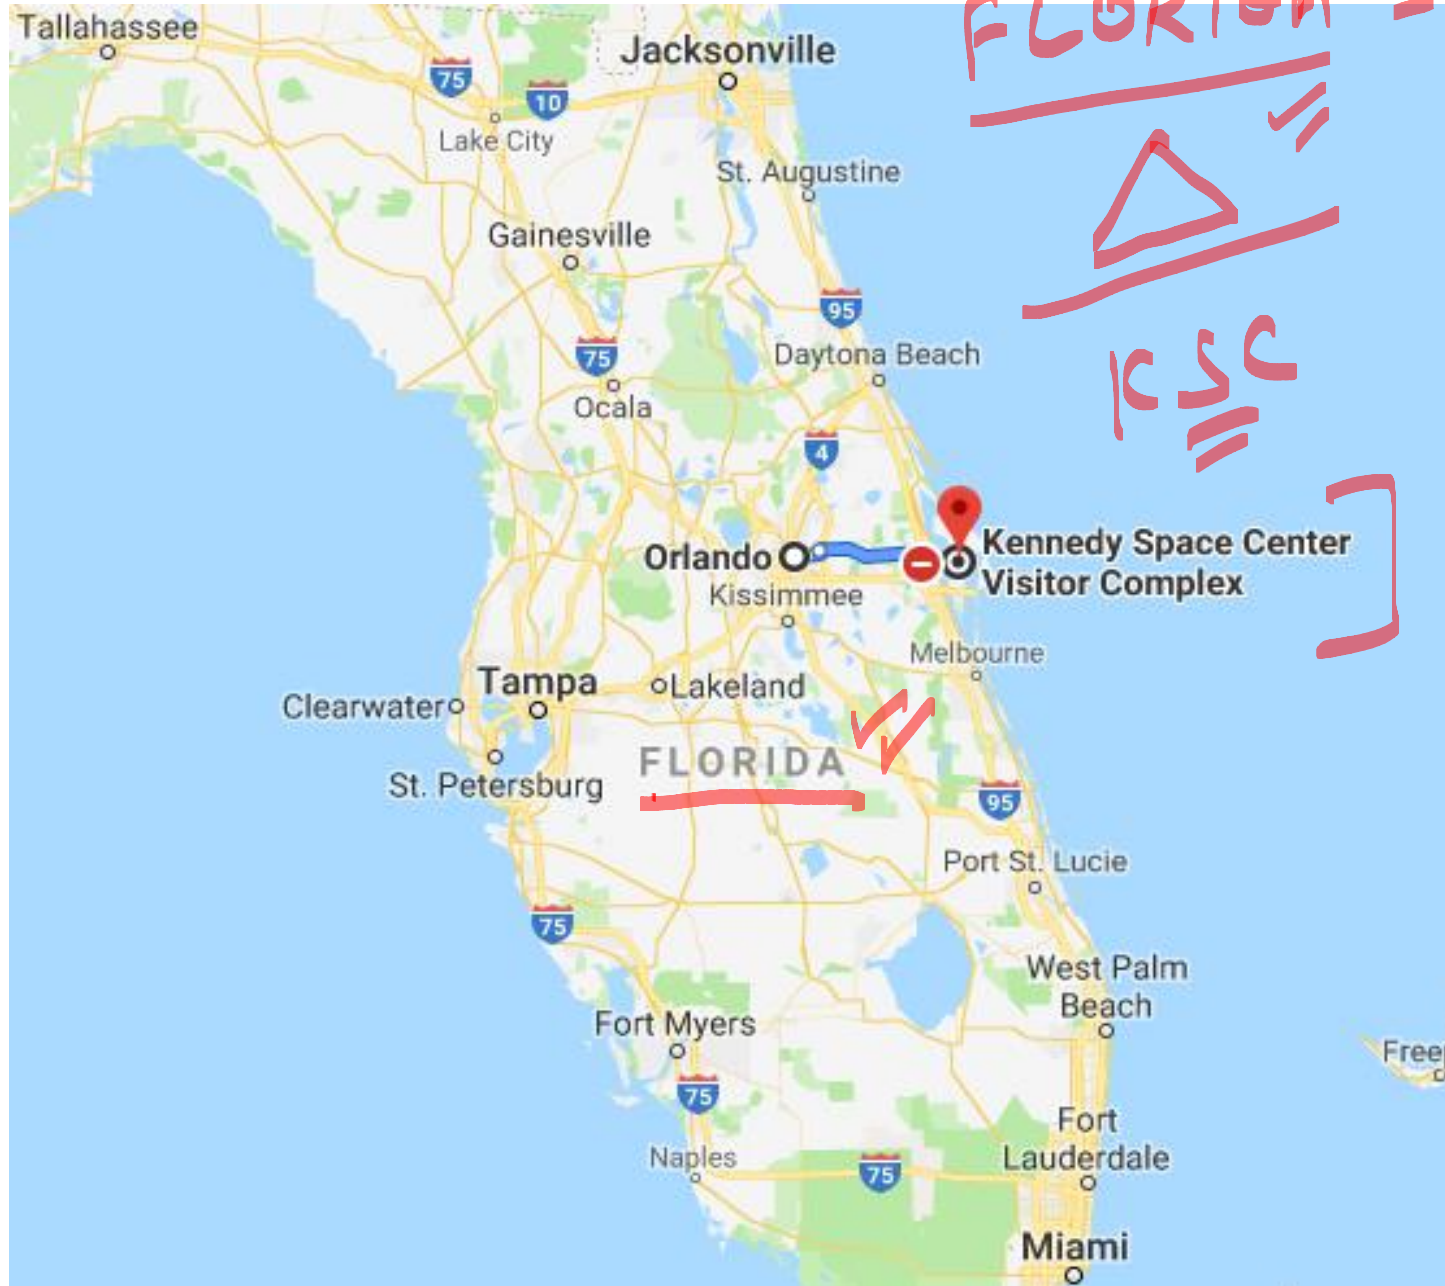 FLORIDA
Tallahassee
Jacksonville
75
10
Lake City
St. Augustine
Gainesville
95
75
Daytona Beach
Ocala
KSC
4
Orlando
Kennedy Space Center
Visitor Complex
Kissimmee
Melbourne
Tampa
Lakeland
Clearwater
FLORIDA
St. Petersburg
95
Port St. Lucie
75
West Palm
Beach
Fort Myers
75
Fort
Lauderdale
Naples
75
Miami